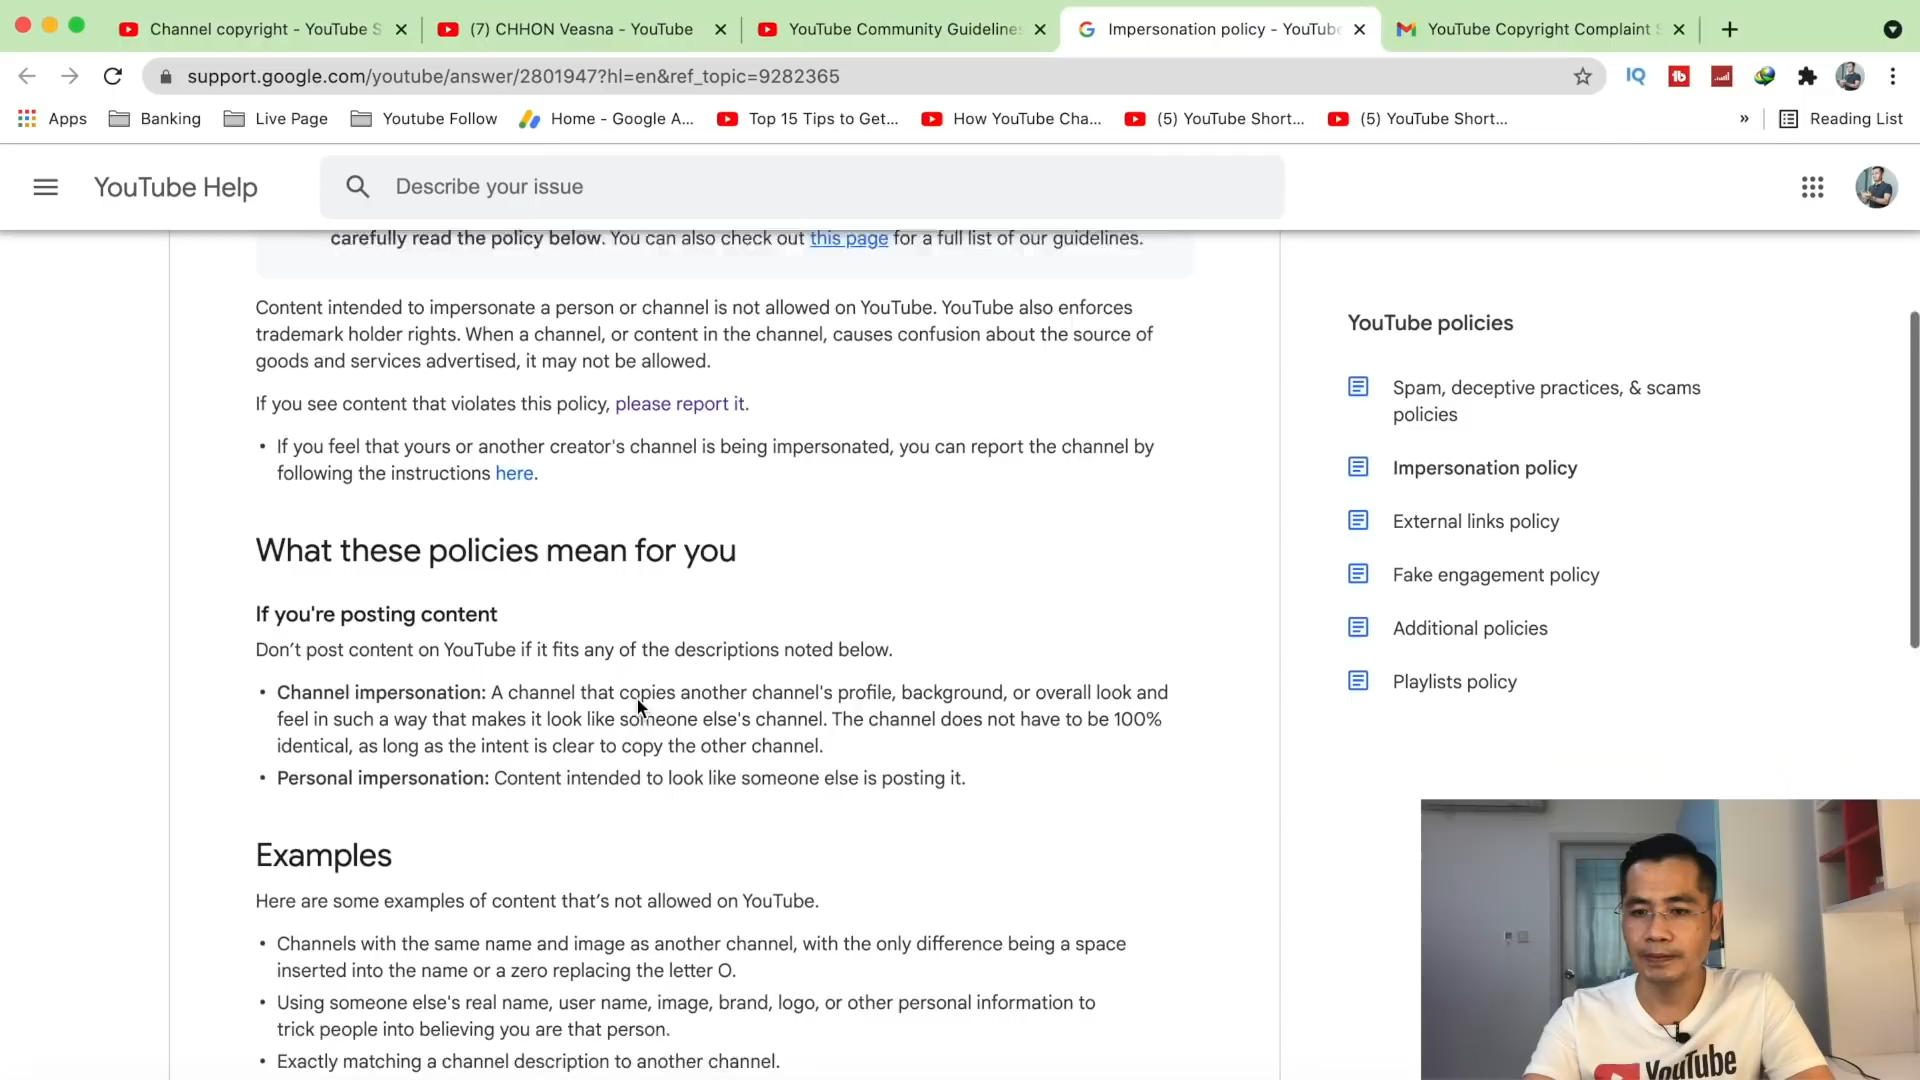 Channel copyright - YouTube S
(7) CHHON Veasna - YouTube
YouTube Community Guidelines
Impersonation policy - YouTube
YouTube Copyright Complaint S
support.google.com/youtube/answer/2801947?hl=en&ref_topic=9282365
Apps
Banking
Live Page
Youtube Follow
Home - Google A...
Top 15 Tips to Get...
How YouTube Cha...
(5) YouTube Short...
(5) YouTube Short...
»
Reading List
YouTube Help
Describe your issue
carefully read the policy below. You can also check out this page for a full list of our guidelines.
Content intended to impersonate a person or channel is not allowed on YouTube. YouTube also enforces
trademark holder rights. When a channel, or content in the channel, causes confusion about the source of
goods and services advertised, it may not be allowed.
If you see content that violates this policy, please report it.
• If you feel that yours or another creator's channel is being impersonated, you can report the channel by
following the instructions here.
What these policies mean for you
If you're posting content
Don’t post content on YouTube if it fits any of the descriptions noted below.
• Channel impersonation: A channel that copies another channel's profile, background, or overall look and
feel in such a way that makes it look like someone else's channel. The channel does not have to be 100%
identical, as long as the intent is clear to copy the other channel.
• Personal impersonation: Content intended to look like someone else is posting it.
Examples
Here are some examples of content that’s not allowed on YouTube.
• Channels with the same name and image as another channel, with the only difference being a space
inserted into the name or a zero replacing the letter O.
• Using someone else's real name, user name, image, brand, logo, or other personal information to
trick people into believing you are that person.
• Exactly matching a channel description to another channel.
YouTube policies
Spam, deceptive practices, & scams
policies
Impersonation policy
External links policy
Fake engagement policy
Additional policies
Playlists policy
YouTube